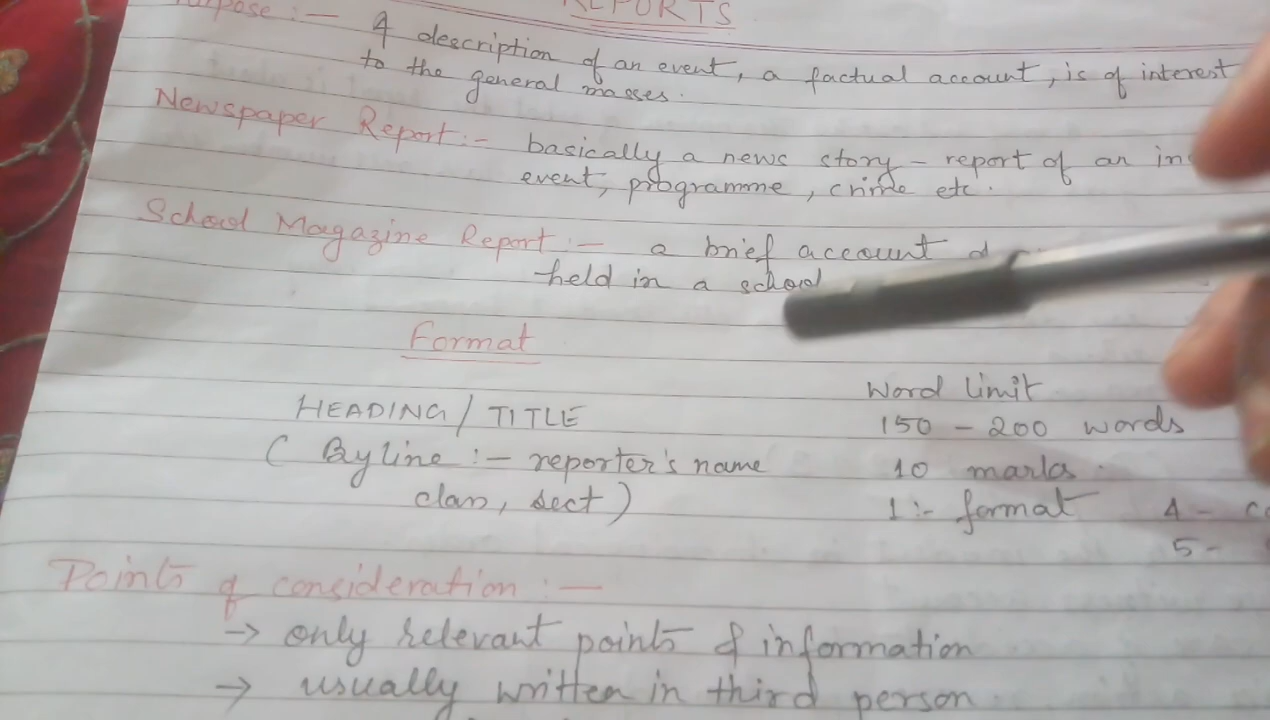 REPORTS
Purpose :— A description of an event, a factual account, is of interest
to the general masses.
Newspaper Report :- basically a news story – report of an
event, programme, crime etc.
School Magazine Report :— a brief account
held in a school
Format
HEADING / TITLE
( Byline :- reporter's name
class, sect )
Word limit
150 – 200 words
10 marks.
1 :- format 4 -
5 -
Points of consideration :—
→ only relevant points & information
→ usually written in third person